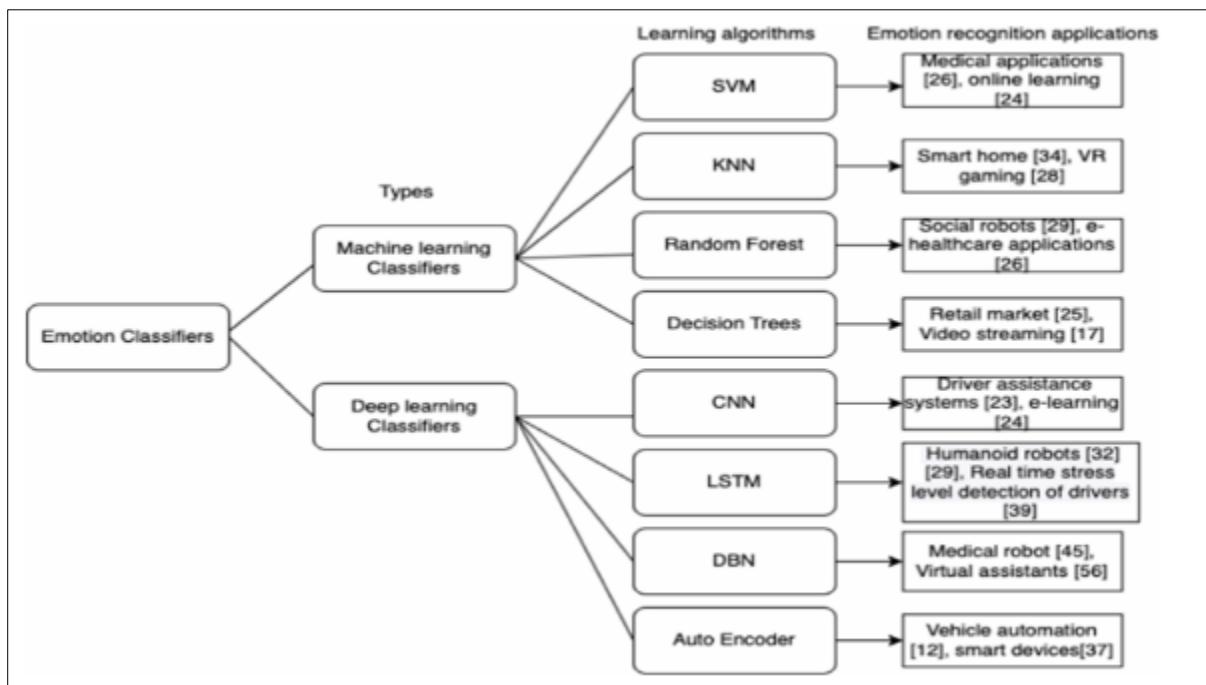 Learning algorithms
Emotion recognition applications
SVM
Medical applications
[26], online learning
[24]
KNN
Smart home [34], VR
gaming [28]
Types
Random Forest
Social robots [29], e-
healthcare applications
[26]
Machine learning
Classifiers
Decision Trees
Retail market [25],
Video streaming [17]
Emotion Classifiers
CNN
Driver assistance
systems [23], e-learning
[24]
Deep learning
Classifiers
LSTM
Humanoid robots [32]
[29], Real time stress
level detection of drivers
[39]
DBN
Medical robot [45],
Virtual assistants [56]
Auto Encoder
Vehicle automation
[12], smart devices[37]